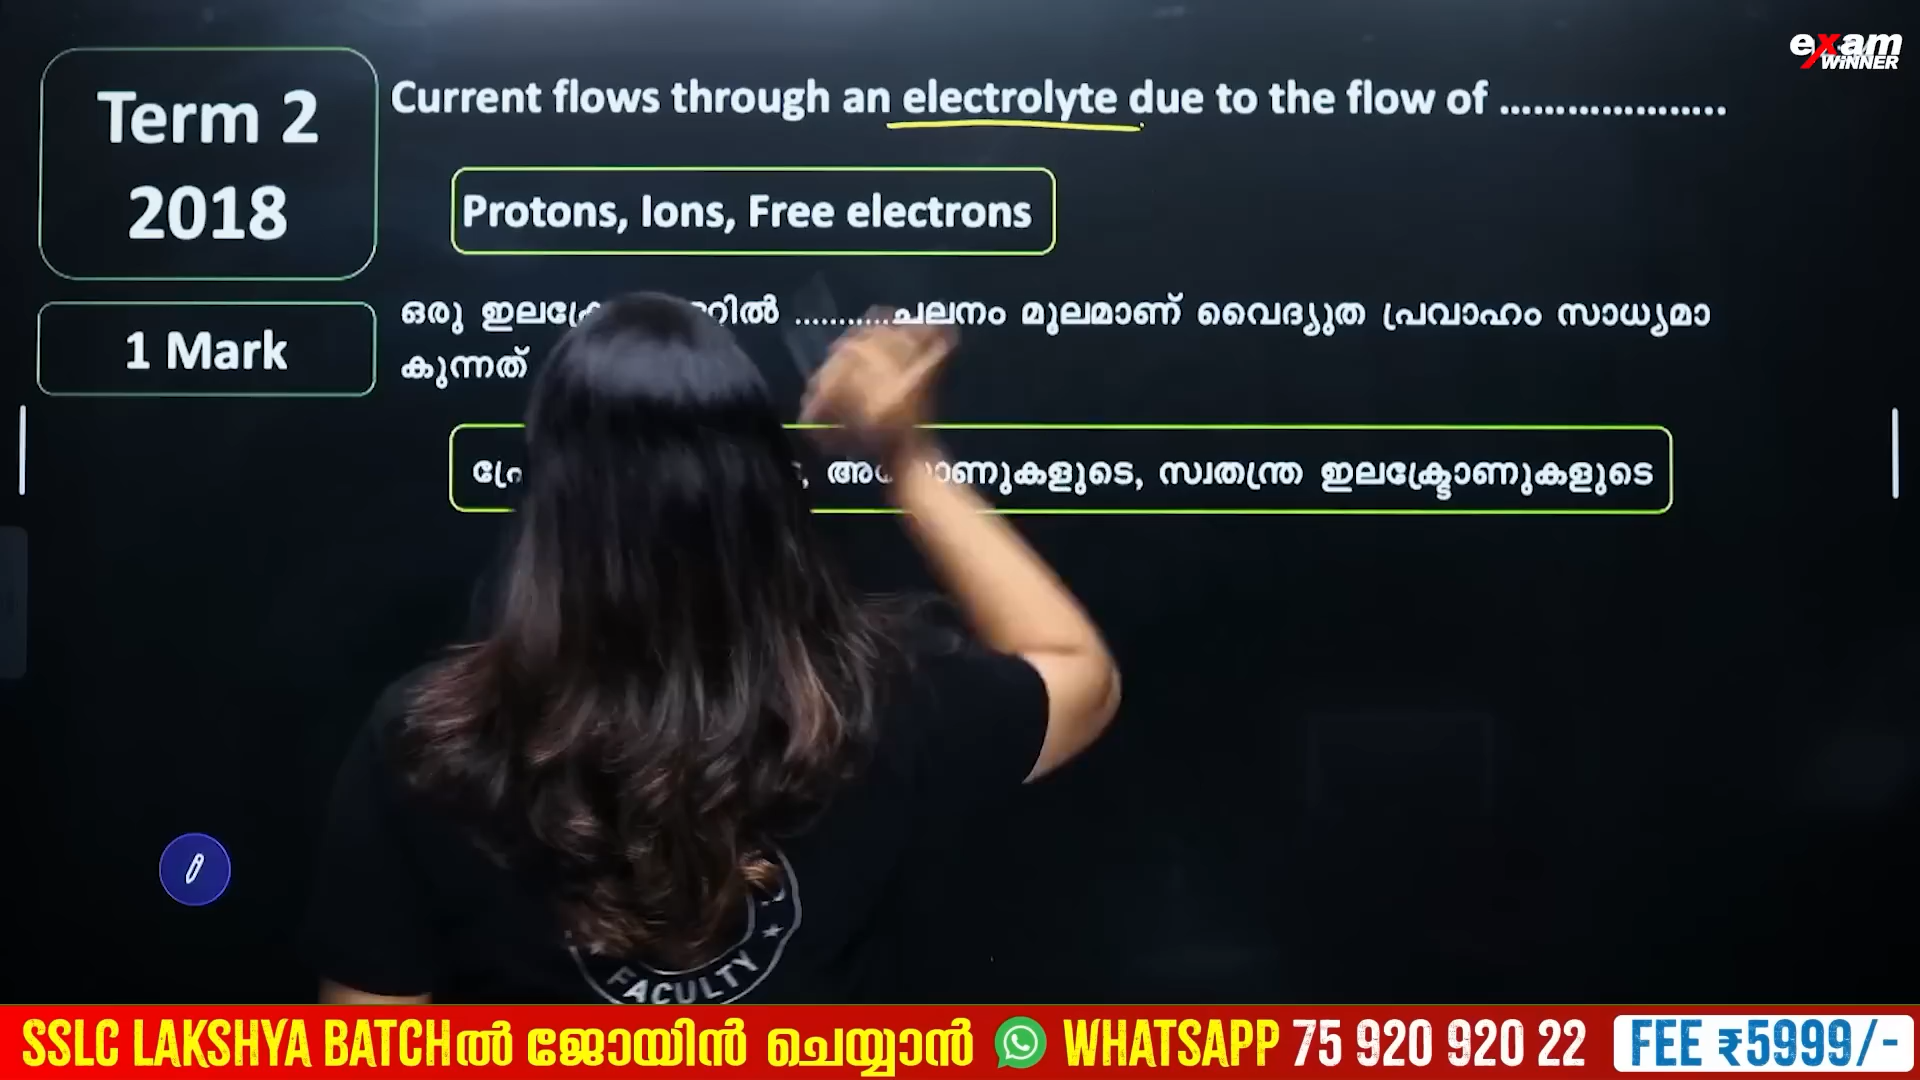 exam
WINNER
Term 2
2018
Current flows through an electrolyte due to the flow of ......................
Protons, Ions, Free electrons
1 Mark
ഒരു ............ചലനം മൂലമാണ് വൈദ്യുത പ്രവാഹം സാധ്യമാ
കുന്നത്
സ്വതന്ത്ര ഇലക്ട്രോണുകളുടെ
FACULTY
SSLC LAKSHYA BATCHൽ ജോയിൻ ചെയ്യാൻ WHATSAPP 75 920 920 22 FEE ₹5999/-